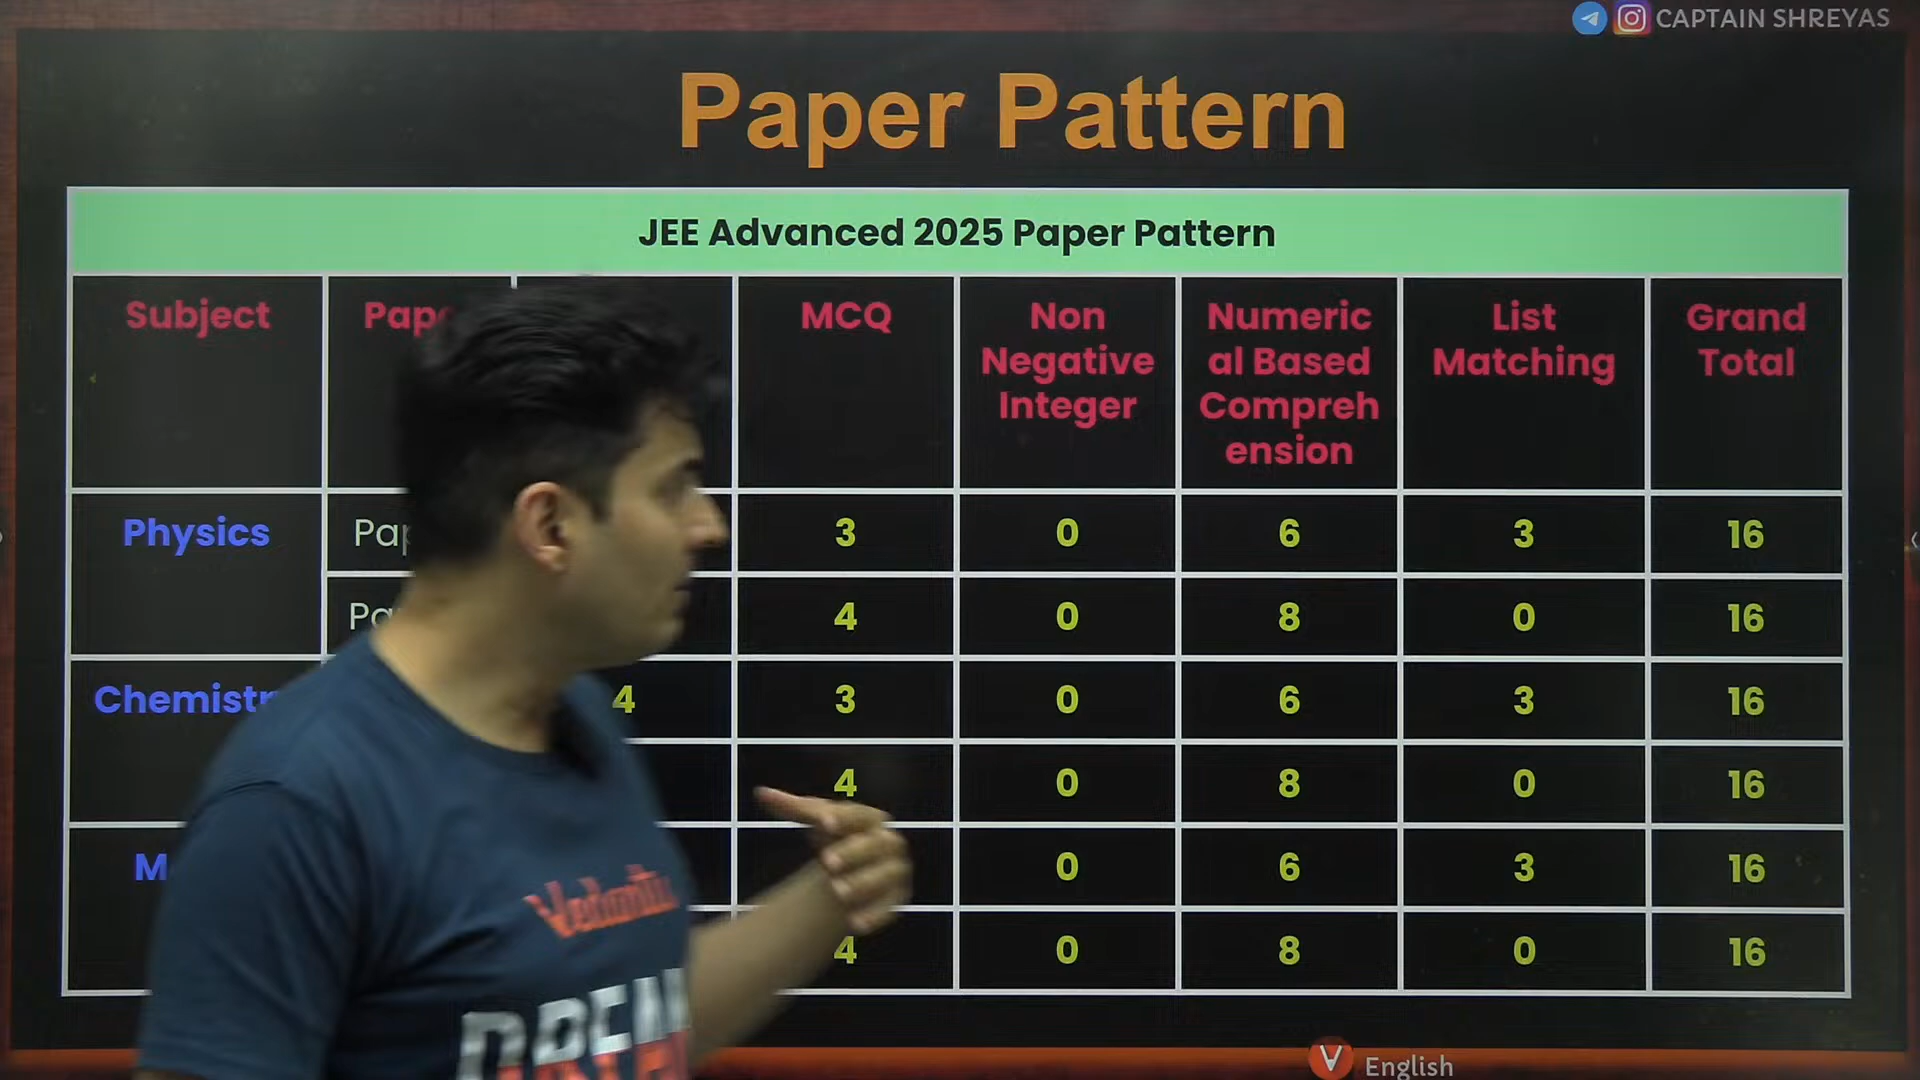 CAPTAIN SHREYAS
Paper Pattern
JEE Advanced 2025 Paper Pattern
Subject MCQ Non Negative Integer Numeric al Based Compreh ension List Matching Grand Total
Physics 3 0 6 3 16
4 0 8 0 16
4 3 0 6 3 16
4 0 8 0 16
0 6 3 16
4 0 8 0 16
Vedantu
English